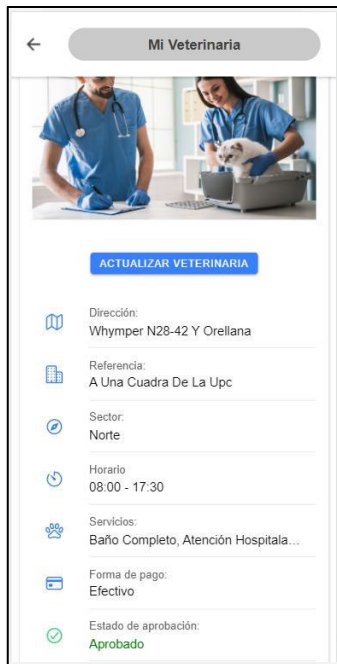 Mi Veterinaria
ACTUALIZAR VETERINARIA
Dirección:
Whymper N28-42 Y Orellana
Referencia:
A Una Cuadra De La Upc
Sector:
Norte
Horario
08:00 - 17:30
Servicios:
Baño Completo, Atención Hospitala...
Forma de pago:
Efectivo
Estado de aprobación:
Aprobado